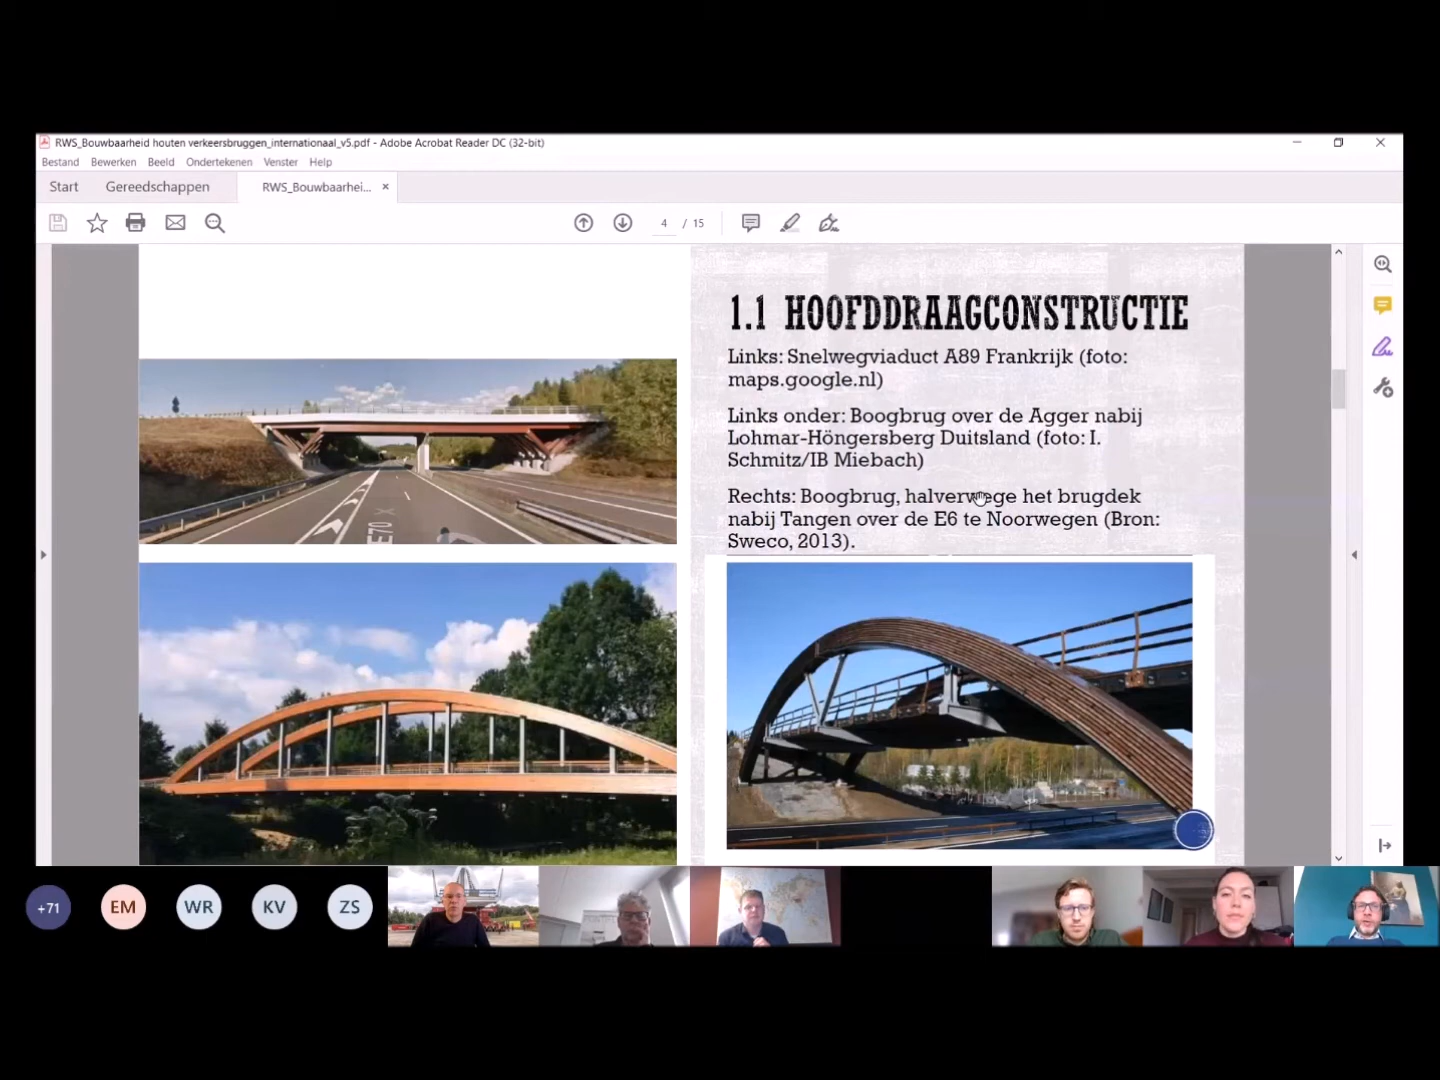 RWS_Bouwbaarheid houten verkeersbruggen_internationaal_v5.pdf - Adobe Acrobat Reader DC (32-bit)
Bestand Bewerken Beeld Ondertekenen Venster Help
Start Gereedschappen RWS_Bouwbaarhei... ×
4 / 15
1.1 HOOFDDRAAGCONSTRUCTIE
Links: Snelwegviaduct A89 Frankrijk (foto:
maps.google.nl)
Links onder: Boogbrug over de Agger nabij
Lohmar-Höngersberg Duitsland (foto: I.
Schmitz/IB Miebach)
Rechts: Boogbrug, halverwege het brugdek
nabij Tangen over de E6 te Noorwegen (Bron:
Sweco, 2013).
E70
+71 EM WR KV ZS